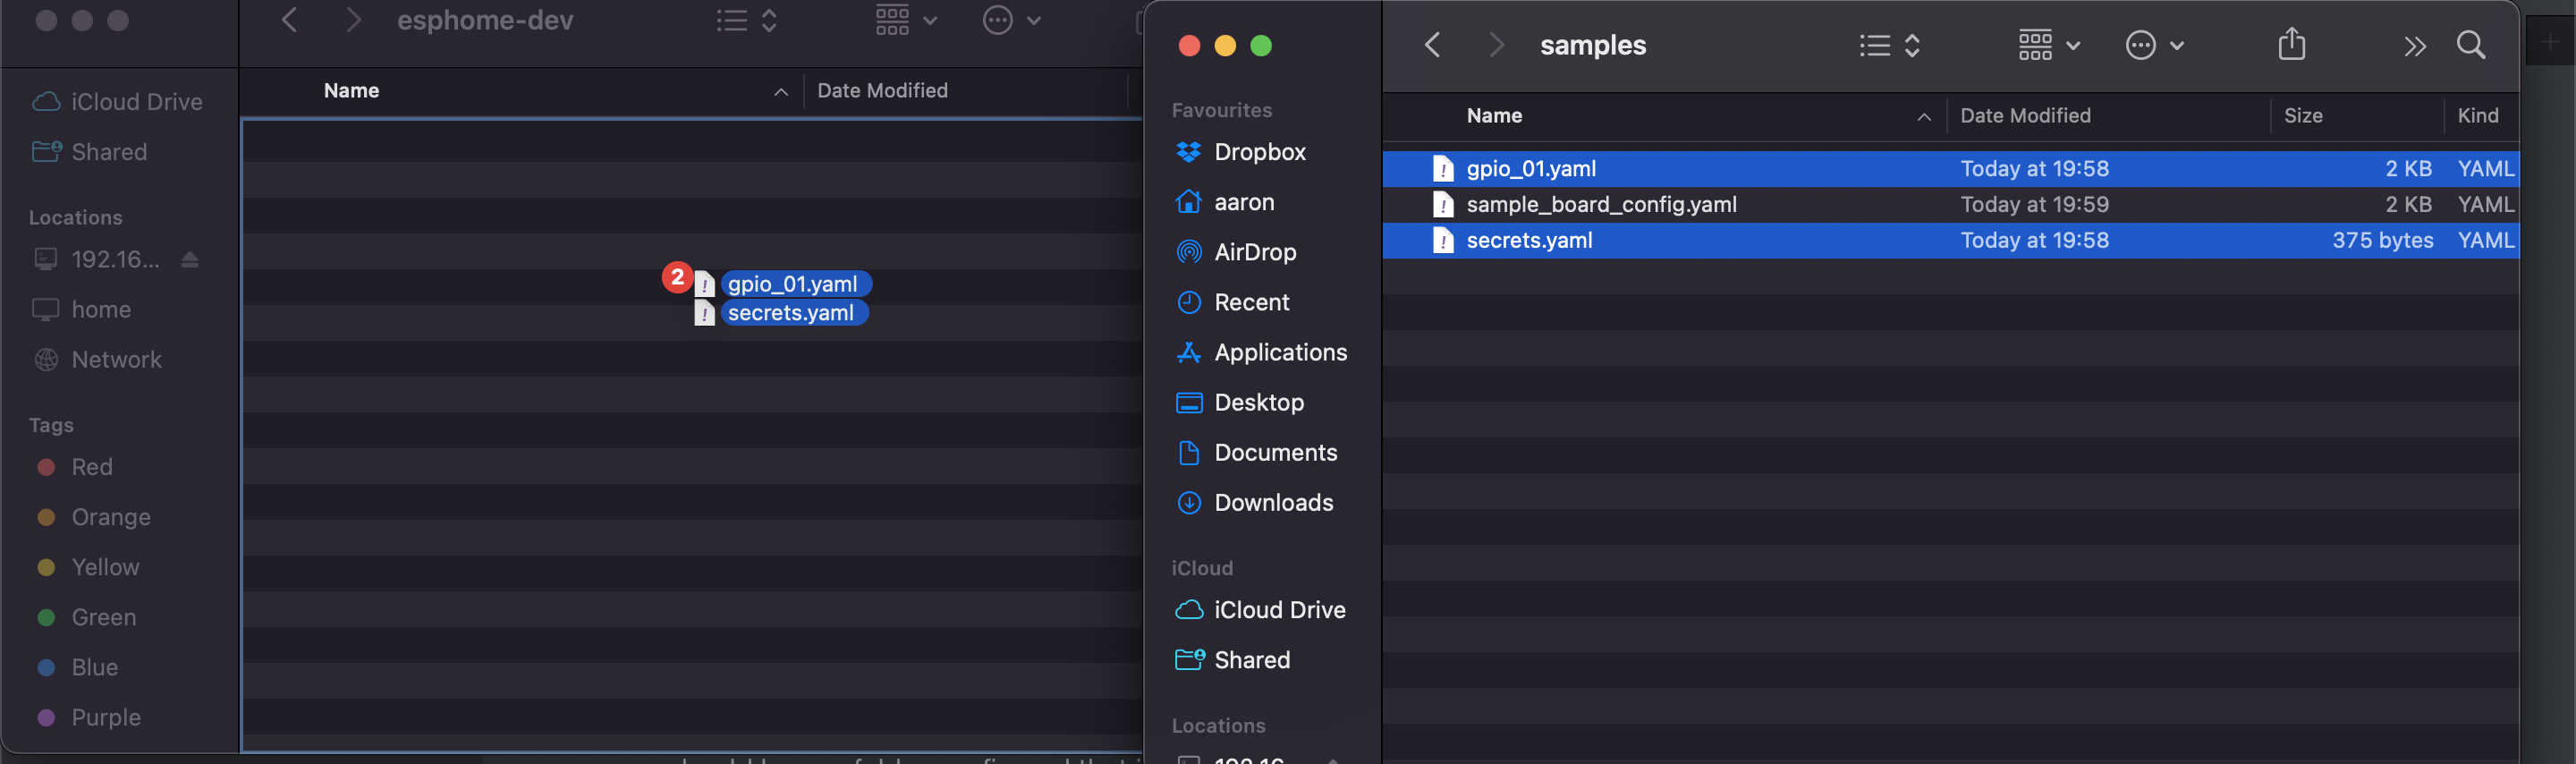 esphome-dev
Name
Date Modified
iCloud Drive
Shared
Locations
192.16...
home
Network
Tags
Red
Orange
Yellow
Green
Blue
Purple
2
gpio_01.yaml
secrets.yaml
samples
Favourites
Dropbox
aaron
AirDrop
Recent
Applications
Desktop
Documents
Downloads
iCloud
iCloud Drive
Shared
Locations
Name Date Modified Size Kind
gpio_01.yaml Today at 19:58 2 KB YAML
sample_board_config.yaml Today at 19:59 2 KB YAML
secrets.yaml Today at 19:58 375 bytes YAML